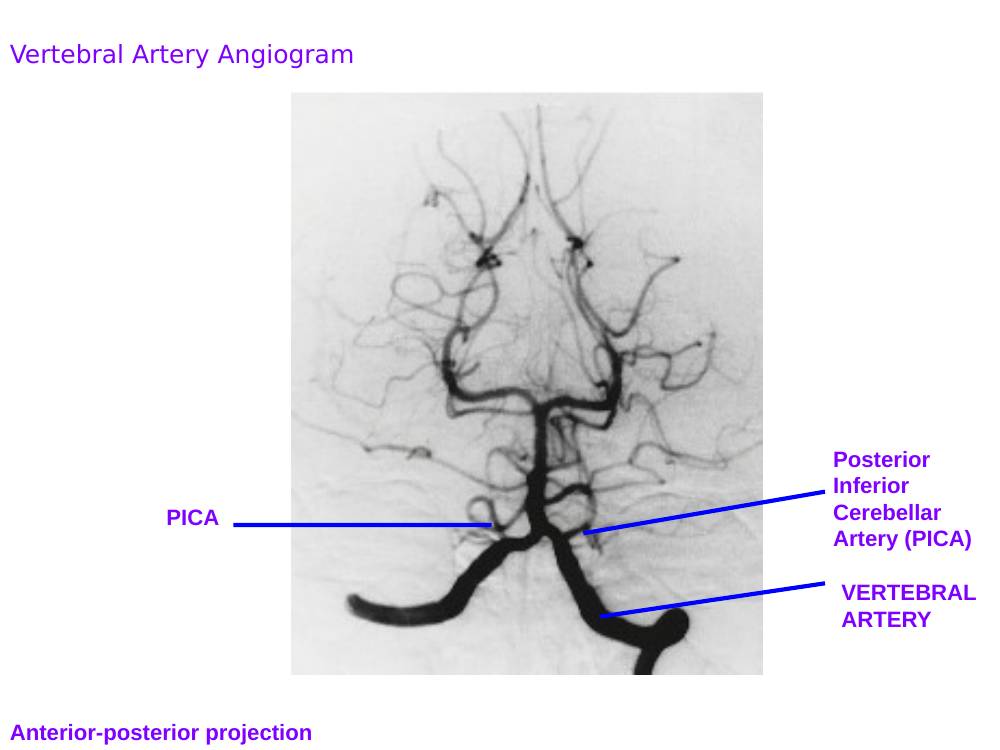 Vertebral Artery Angiogram
Posterior
Inferior
Cerebellar
Artery (PICA)
PICA
VERTEBRAL
ARTERY
Anterior-posterior projection